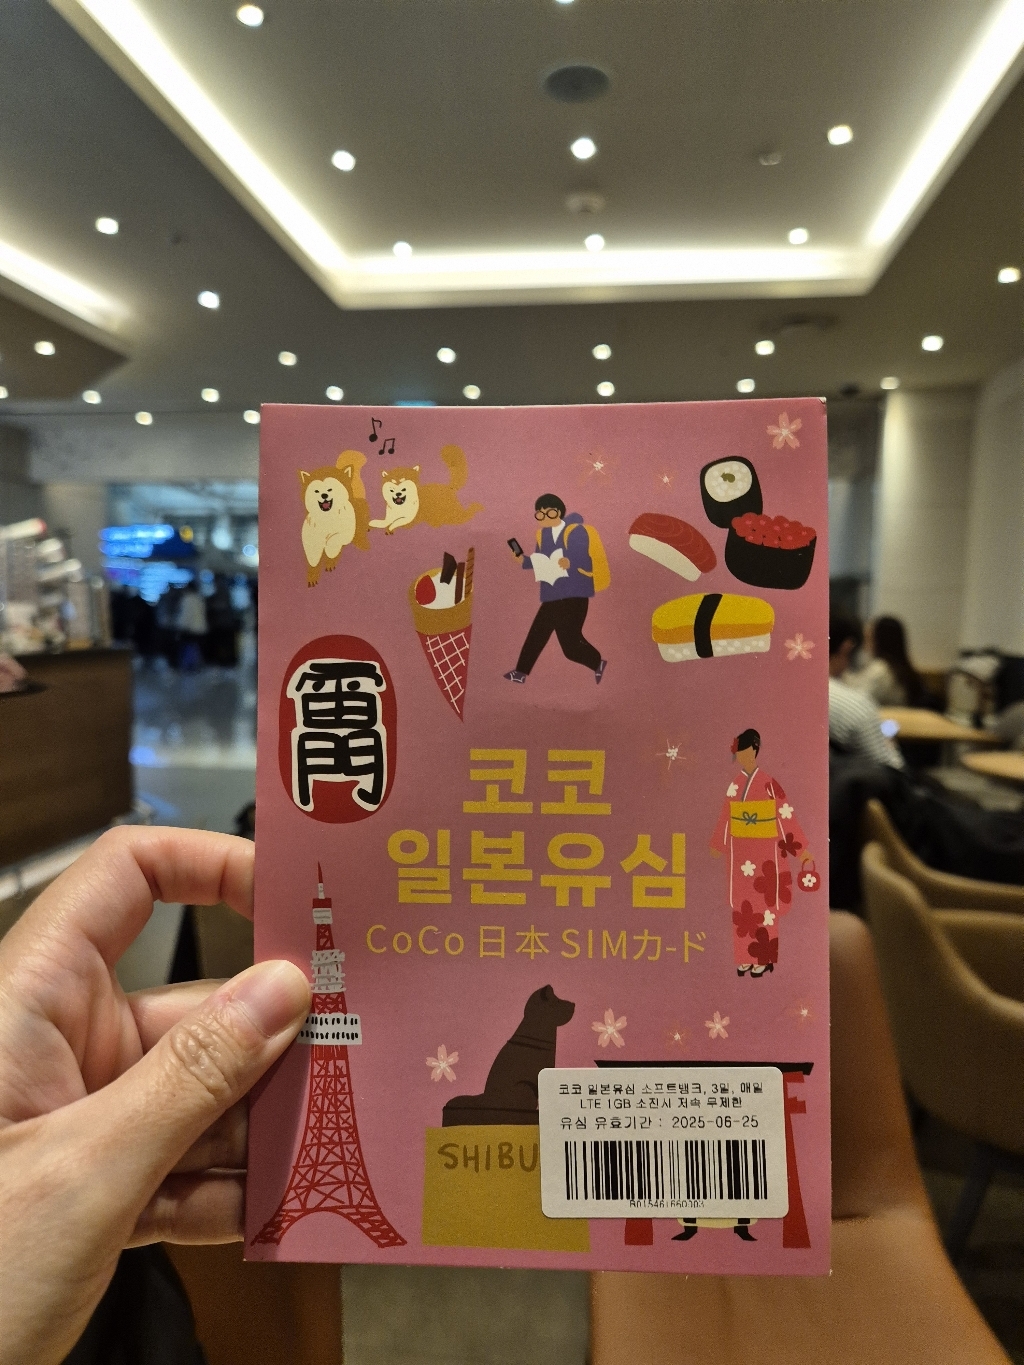 雷門
코코
일본유심
CoCo 日本 SIMカード
SHIBU
코코 일본유심 소프트뱅크, 3일, 매일
LTE 1GB 소진시 저속 무제한
유심 유효기간 : 2025-06-25